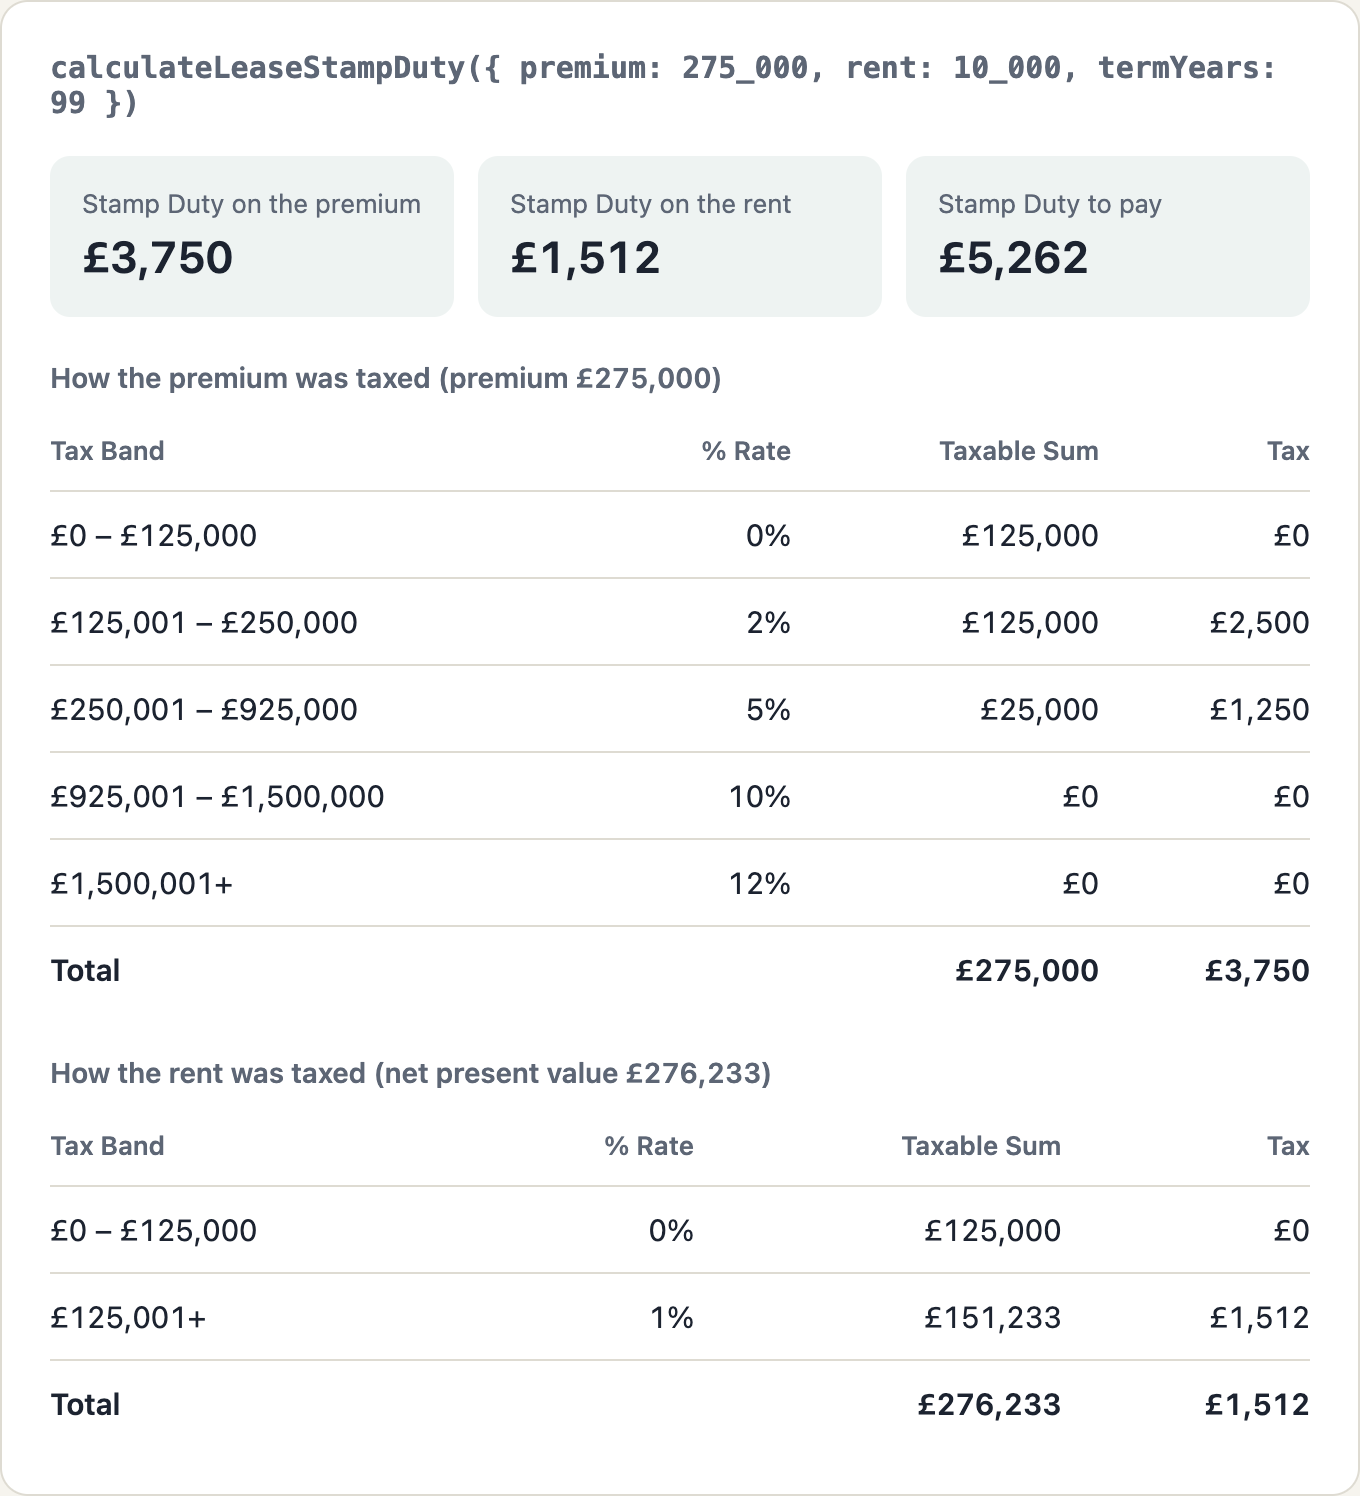 calculateLeaseStampDuty({ premium: 275_000, rent: 10_000, termYears:
99 })
Stamp Duty on the premium
£3,750
Stamp Duty on the rent
£1,512
Stamp Duty to pay
£5,262
How the premium was taxed (premium £275,000)
Tax Band % Rate Taxable Sum Tax
£0 – £125,000 0% £125,000 £0
£125,001 – £250,000 2% £125,000 £2,500
£250,001 – £925,000 5% £25,000 £1,250
£925,001 – £1,500,000 10% £0 £0
£1,500,001+ 12% £0 £0
Total £275,000 £3,750
How the rent was taxed (net present value £276,233)
Tax Band % Rate Taxable Sum Tax
£0 – £125,000 0% £125,000 £0
£125,001+ 1% £151,233 £1,512
Total £276,233 £1,512